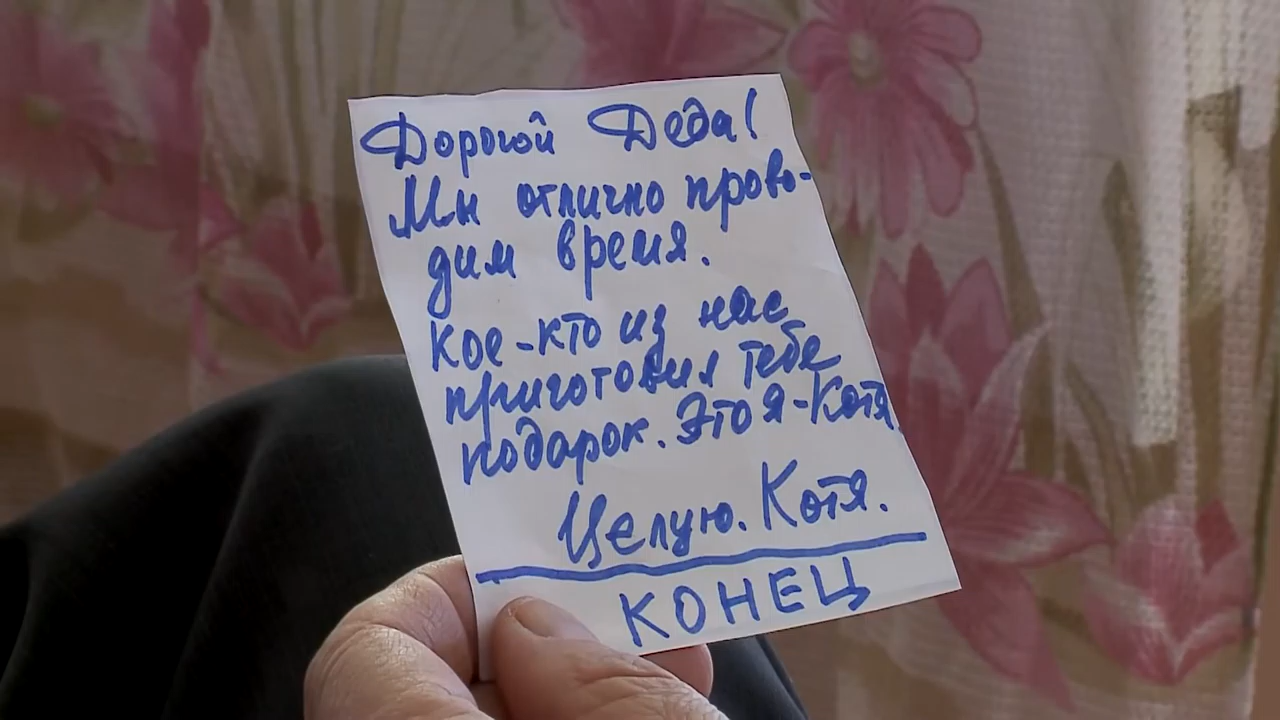 Дорогой Деда!
Мы отлично прово-
дим время.
кое-кто из нас
приготовил тебе
подарок. Это я - Котя.
Целую. Котя.
КОНЕЦ